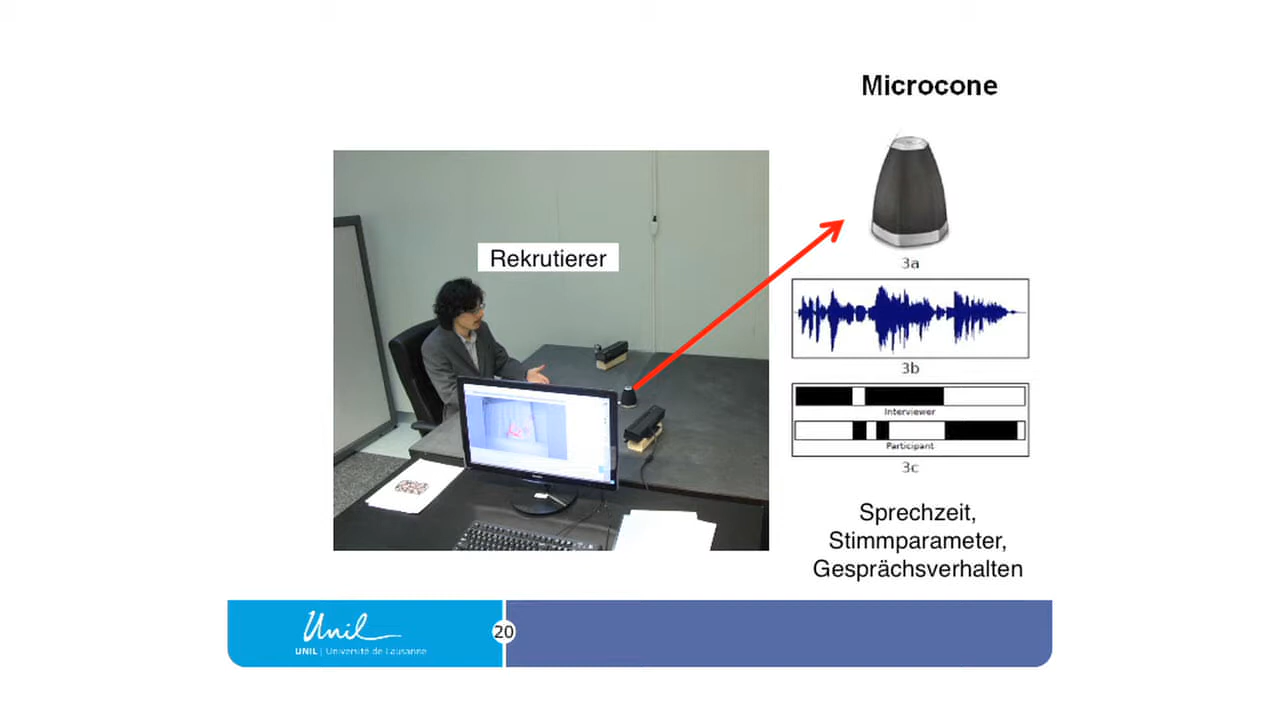 Microcone
Rekrutierer
3a
3b
Interviewer
Participant
3c
Sprechzeit,
Stimmparameter,
Gesprächsverhalten
Unil
UNIL | Université de Lausanne
20